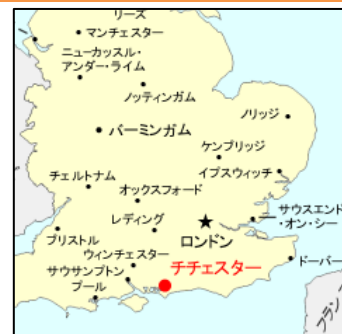 リーズ
マンチェスター
ニューカッスル・
アンダー・ライム
ノッティンガム
ノリッジ
バーミンガム
ケンブリッジ
チェルトナム
イプスウィッチ
オックスフォード
サウスエンド
・オン・シー
レディング
ロンドン
ブリストル
ウィンチェスター
ドーバー
サウサンプトン
チチェスター
プール
フラン